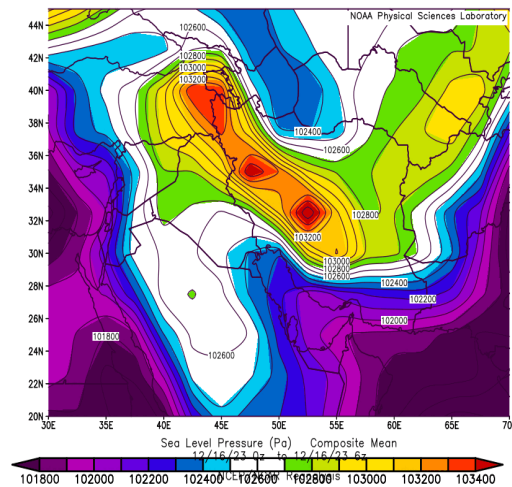 NOAA Physical Sciences Laboratory
44N
42N
40N
38N
36N
34N
32N
30N
28N
26N
24N
22N
20N
102600
102800
103000
103200
102400
102600
102800
103200
103000
102800
102600
102400
102200
102000
101800
102600
30E 35E 40E 45E 50E 55E 60E 65E 70
Sea Level Pressure (Pa) Composite Mean
12/16/23 0z to 12/16/23 6z
101800 102000 102200 102400 102600 102800 103000 103200 103400